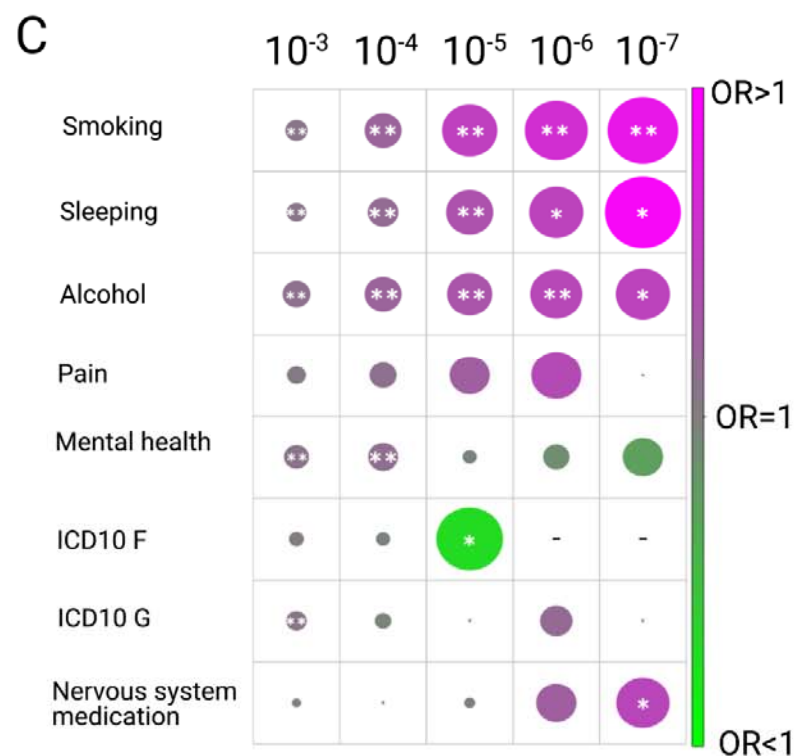 C
10-3 10-4 10-5 10-6 10-7
OR>1
Smoking ** ** ** ** **
Sleeping ** ** ** * *
Alcohol ** ** ** ** *
Pain
OR=1
Mental health ** **
ICD10 F * - -
ICD10 G **
Nervous system
medication *
OR<1